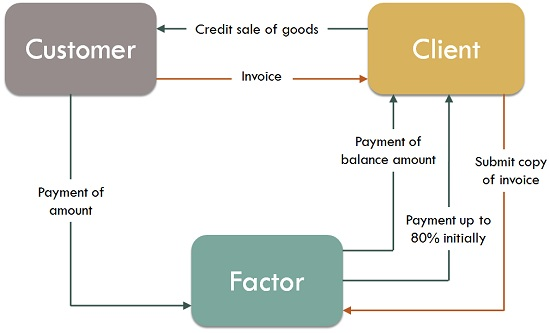 Customer
Credit sale of goods
Client
Invoice
Payment of
balance amount
Submit copy
of invoice
Payment of
amount
Payment up to
80% initially
Factor